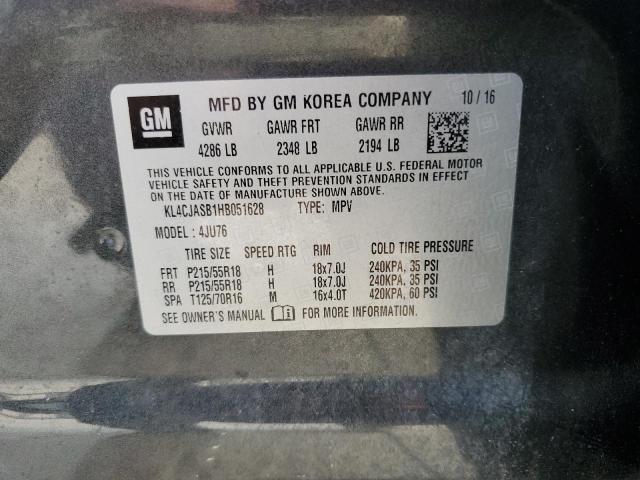 GM
MFD BY GM KOREA COMPANY 10 / 16
GVWR GAWR FRT GAWR RR
4286 LB 2348 LB 2194 LB
THIS VEHICLE CONFORMS TO ALL APPLICABLE U.S. FEDERAL MOTOR
VEHICLE SAFETY AND THEFT PREVENTION STANDARDS IN EFFECT
ON THE DATE OF MANUFACTURE SHOWN ABOVE.
KL4CJASB1HB051628 TYPE: MPV
MODEL: 4JU76
TIRE SIZE SPEED RTG RIM COLD TIRE PRESSURE
FRT P215/55R18 H 18x7.0J 240KPA, 35 PSI
RR P215/55R18 H 18x7.0J 240KPA, 35 PSI
SPA T125/70R16 M 16x4.0T 420KPA, 60 PSI
SEE OWNER'S MANUAL FOR MORE INFORMATION.